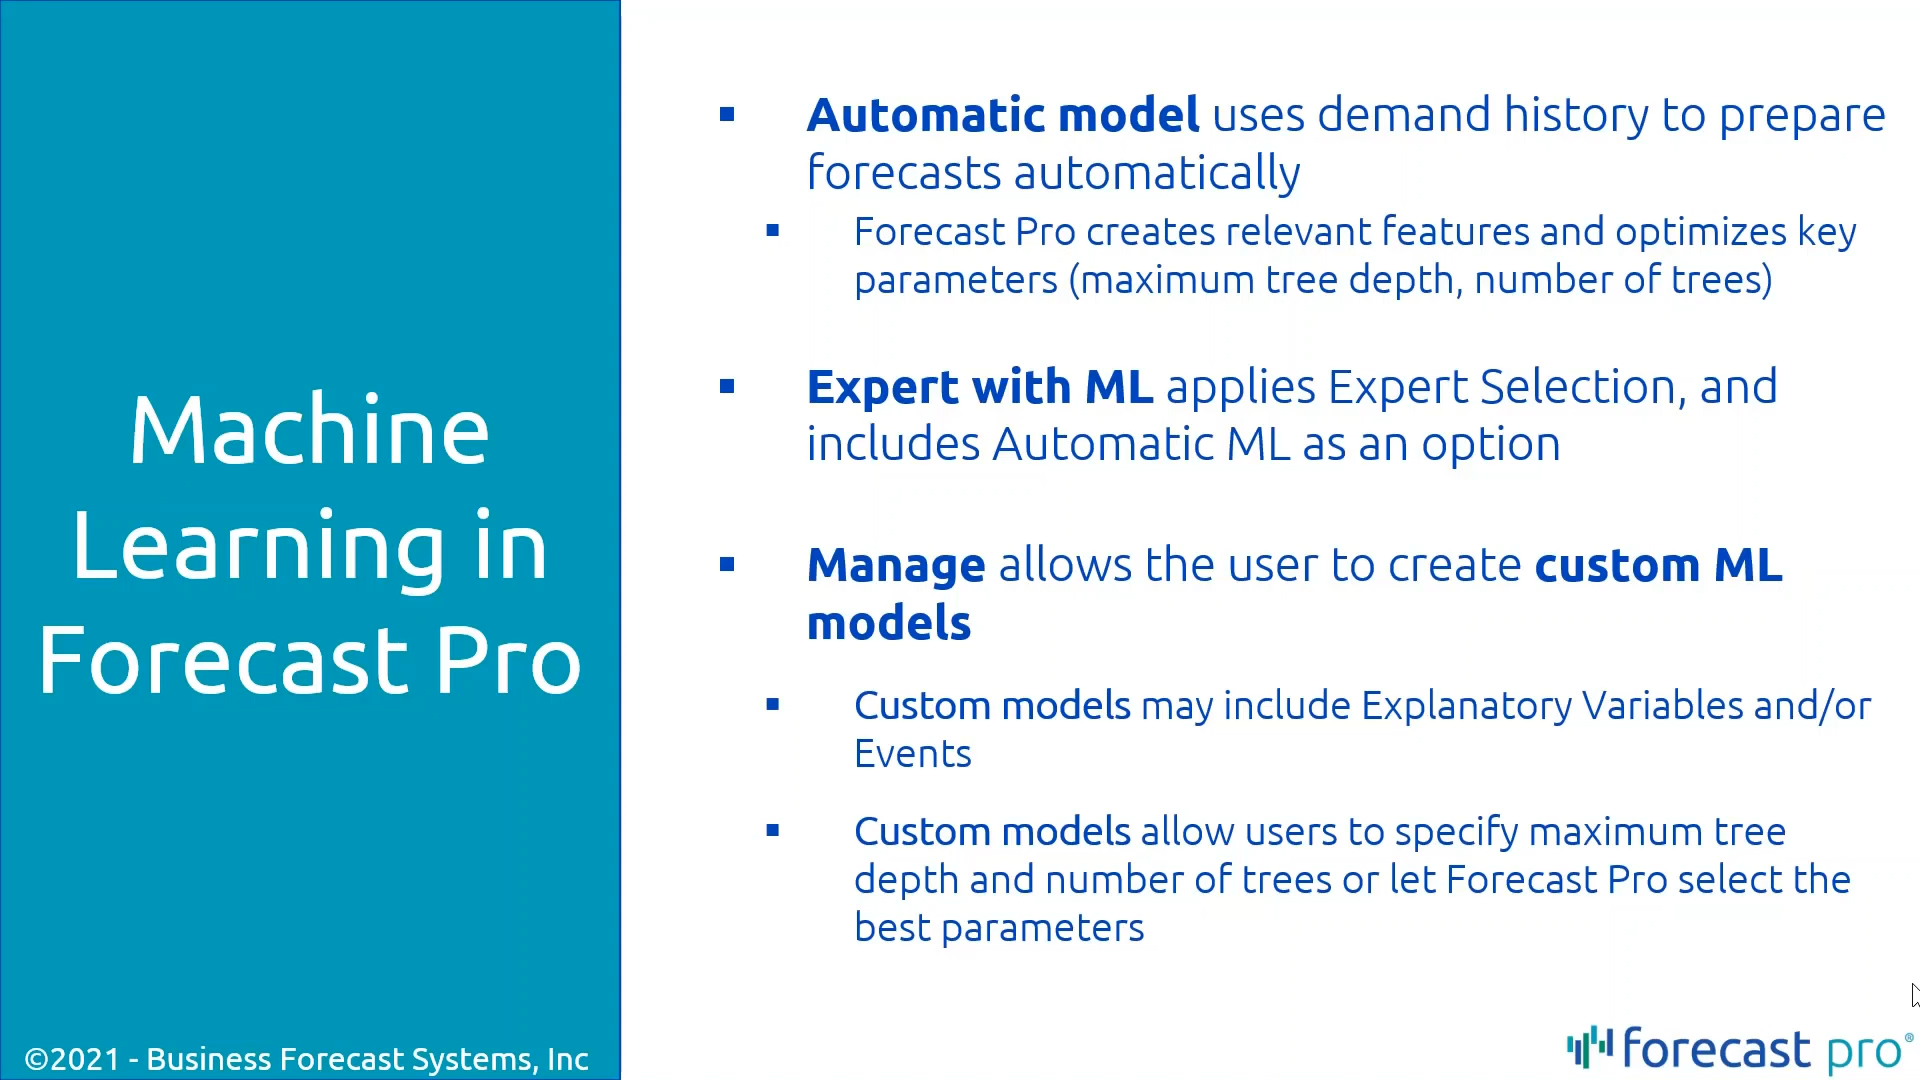 Machine
Learning in
Forecast Pro
©2021 - Business Forecast Systems, Inc
Automatic model uses demand history to prepare
forecasts automatically
Forecast Pro creates relevant features and optimizes key
parameters (maximum tree depth, number of trees)
Expert with ML applies Expert Selection, and
includes Automatic ML as an option
Manage allows the user to create custom ML
models
Custom models may include Explanatory Variables and/or
Events
Custom models allow users to specify maximum tree
depth and number of trees or let Forecast Pro select the
best parameters
forecast pro®